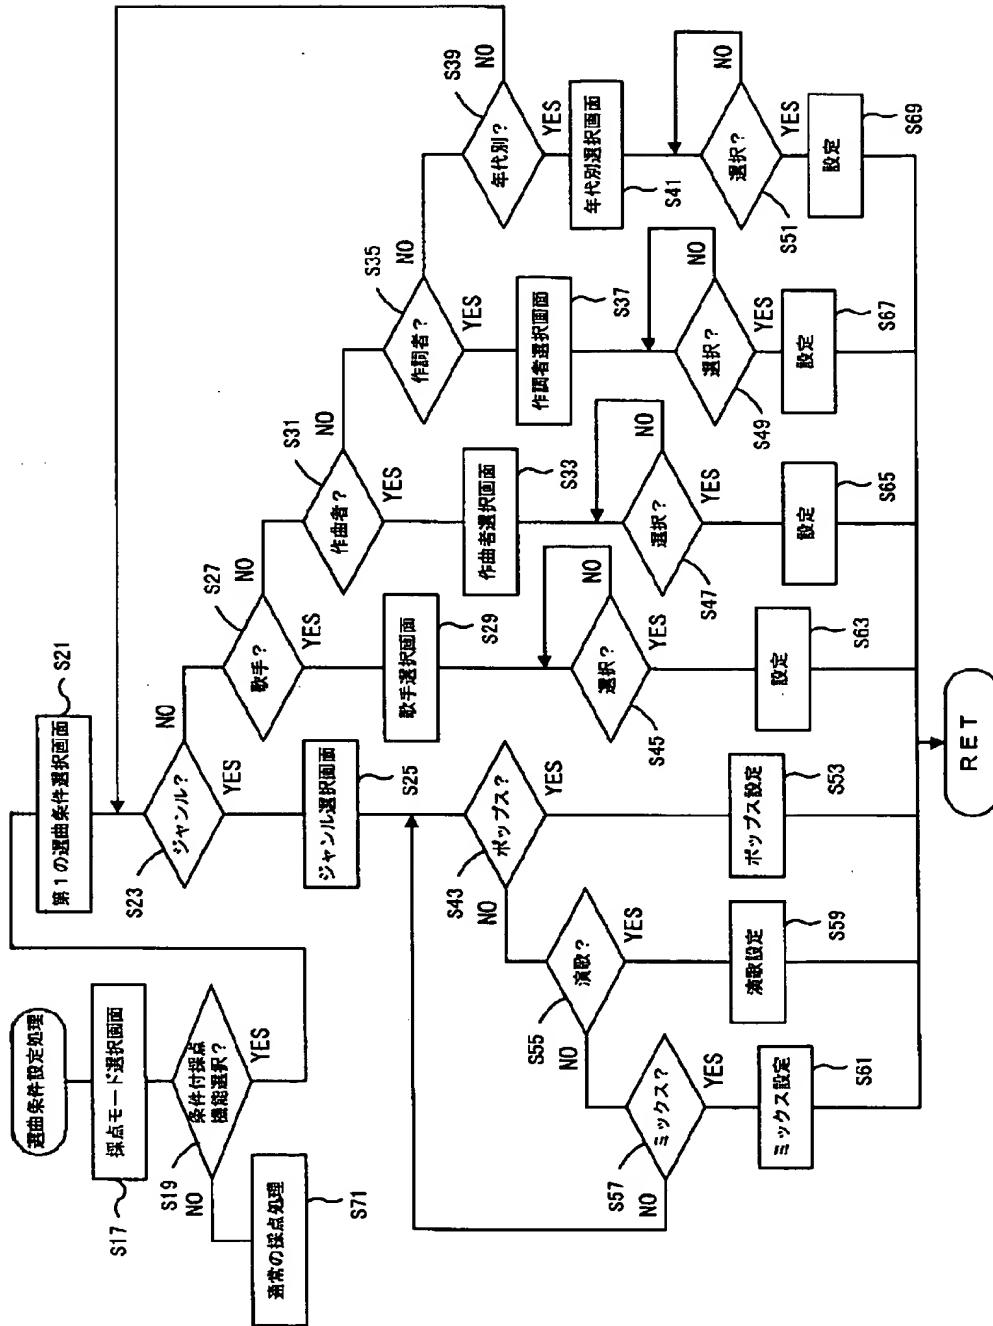 選曲条件設定処理
採点モード選択画面
S17
条件付採点
機能選択?
S19
YES
NO
通常の採点処理
S71
第1の選曲条件選択画面
S21
ジャンル?
S23
YES
NO
ジャンル選択画面
S25
歌手?
S27
YES
NO
歌手選択画面
S29
作曲者?
S31
YES
NO
作曲者選択画面
S33
作詞者?
S35
YES
NO
作詞者選択画面
S37
年代別?
S39
YES
NO
年代別選択画面
S41
ポップス?
S43
YES
NO
選択?
S45
YES
NO
選択?
S47
YES
NO
選択?
S49
YES
NO
選択?
S51
YES
NO
ポップス設定
S53
演歌?
S55
YES
NO
ミックス?
S57
YES
NO
演歌設定
S59
ミックス設定
S61
設定
S63
設定
S65
設定
S67
設定
S69
RET